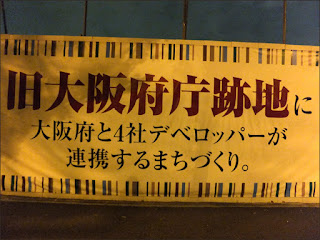 旧大阪府庁跡地に
大阪府と4社デベロッパーが
連携するまちづくり。